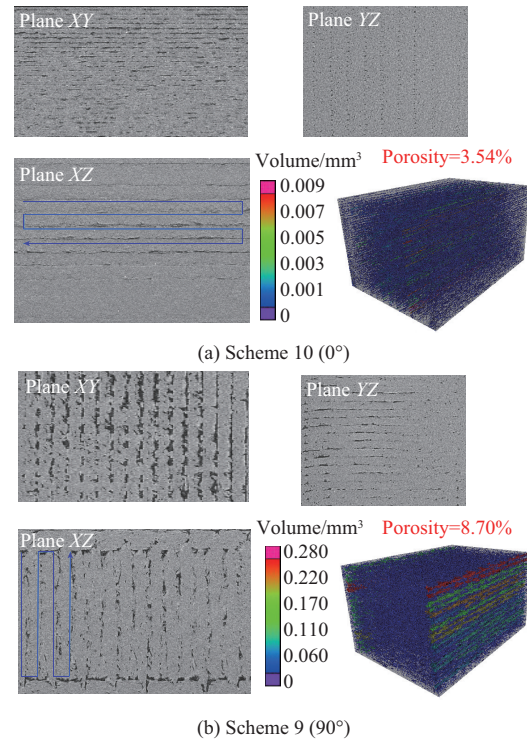 Plane XY
Plane YZ
Plane XZ
Volume/mm³
Porosity=3.54%
0.009
0.007
0.005
0.003
0.001
0
(a) Scheme 10 (0°)
Plane XY
Plane YZ
Plane XZ
Volume/mm³
Porosity=8.70%
0.280
0.220
0.170
0.110
0.060
0
(b) Scheme 9 (90°)